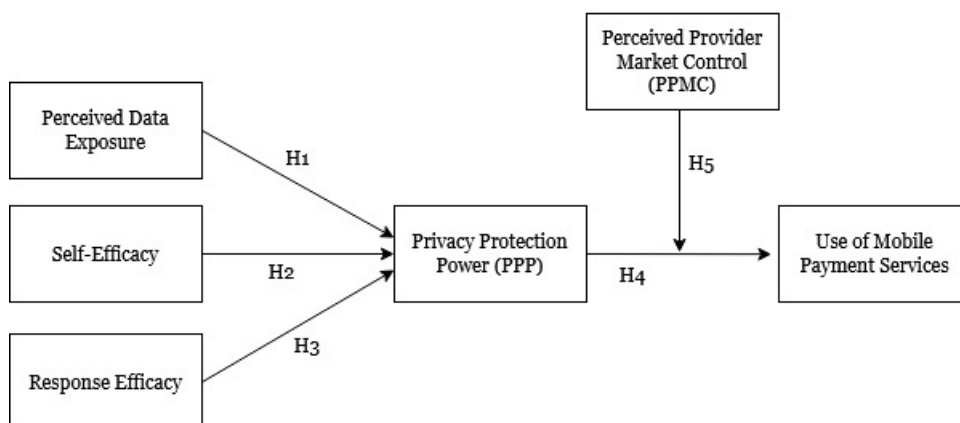 Perceived Provider
Market Control
(PPMC)
Perceived Data
Exposure
H1
H5
Self-Efficacy
H2
Privacy Protection
Power (PPP)
H4
Use of Mobile
Payment Services
H3
Response Efficacy